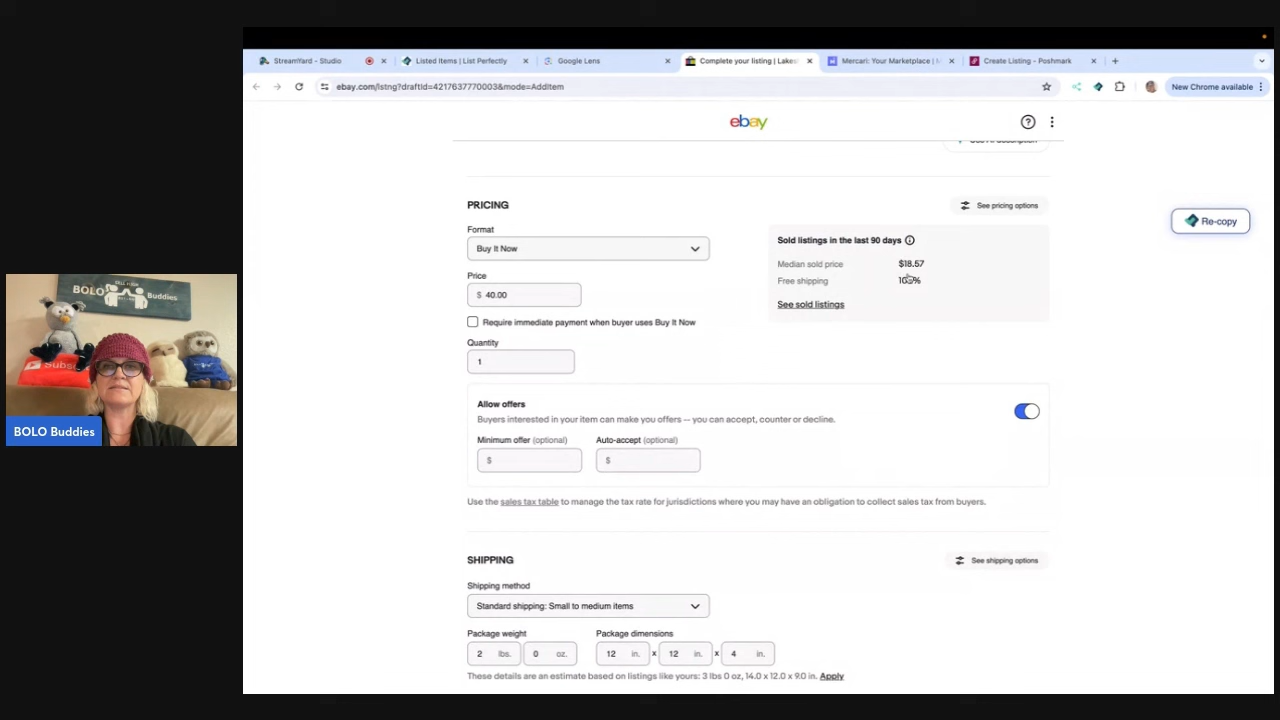 StreamYard - Studio
Listed Items | List Perfectly
Google Lens
Complete your listing | Lakes
Mercari: Your Marketplace | M
Create Listing - Poshmark
ebay.com/lstng?draftId=4217637770003&mode=AddItem
New Chrome available
ebay
PRICING
See pricing options
Re-copy
Format
Buy It Now
Sold listings in the last 90 days
Median sold price $18.57
Price
Free shipping
$ 40.00
See sold listings
Require immediate payment when buyer uses Buy It Now
Quantity
1
Allow offers
Buyers interested in your item can make you offers -- you can accept, counter or decline.
Minimum offer (optional) Auto-accept (optional)
$ $
BOLO Buddies
BOLO Buddies
Use the sales tax table to manage the tax rate for jurisdictions where you may have an obligation to collect sales tax from buyers.
SHIPPING
See shipping options
Shipping method
Standard shipping: Small to medium items
Package weight Package dimensions
2 lbs. 0 oz. 12 in. x 12 in. x 4 in.
These details are an estimate based on listings like yours: 3 lbs 0 oz, 14.0 x 12.0 x 9.0 in. Apply